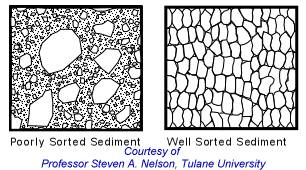 Poorly Sorted Sediment
Well Sorted Sediment
Courtesy of
Professor Steven A. Nelson, Tulane University